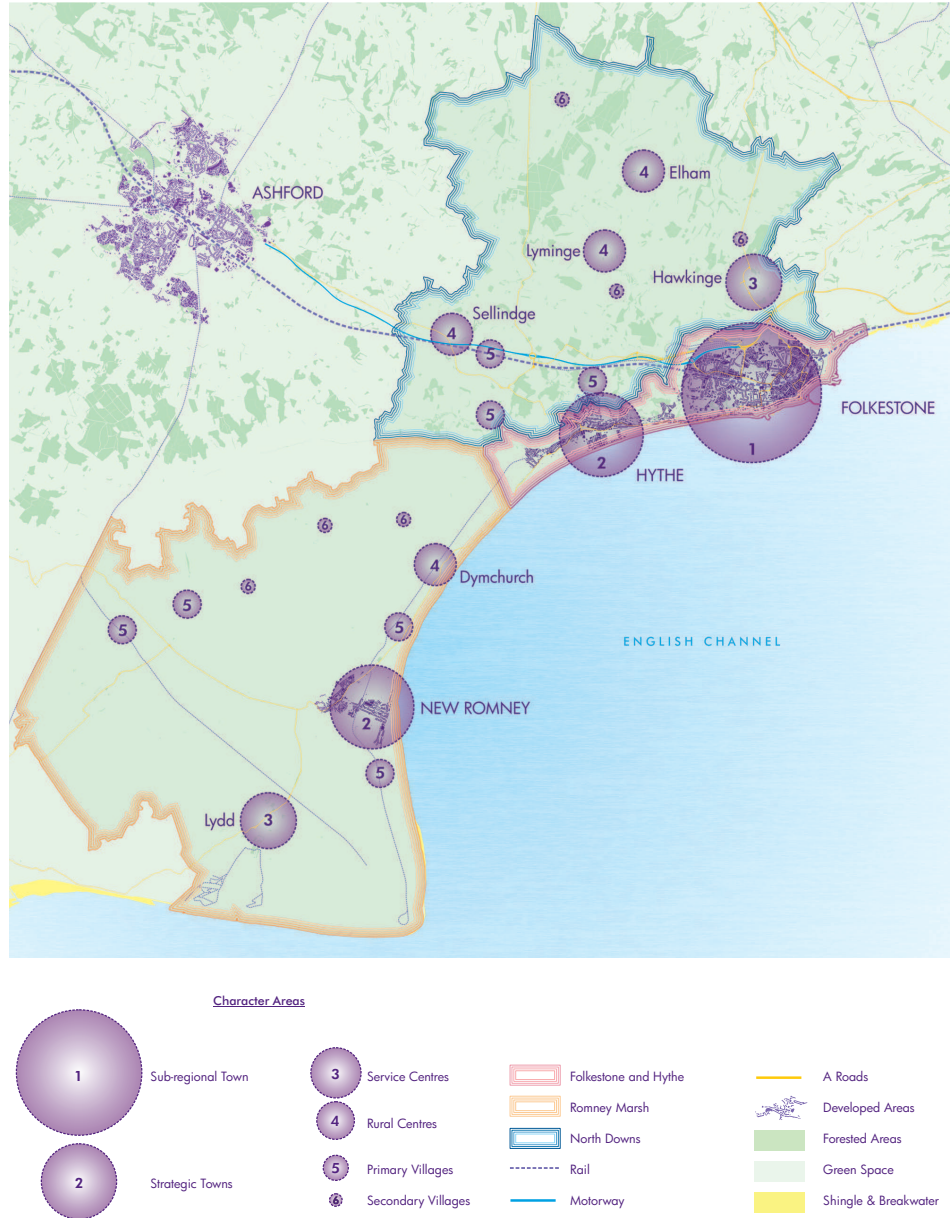 6
4 Elham
ASHFORD
6
Lyminge 4
Hawkinge 3
6
Sellindge
4
5
5
FOLKESTONE
5
1
2
HYTHE
6
6
4
Dymchurch
6
5
5
5
ENGLISH CHANNEL
NEW ROMNEY
2
5
Lydd 3
Character Areas
1 Sub-regional Town
2 Strategic Towns
3 Service Centres
4 Rural Centres
5 Primary Villages
6 Secondary Villages
Folkestone and Hythe
Romney Marsh
North Downs
Rail
Motorway
A Roads
Developed Areas
Forested Areas
Green Space
Shingle & Breakwater